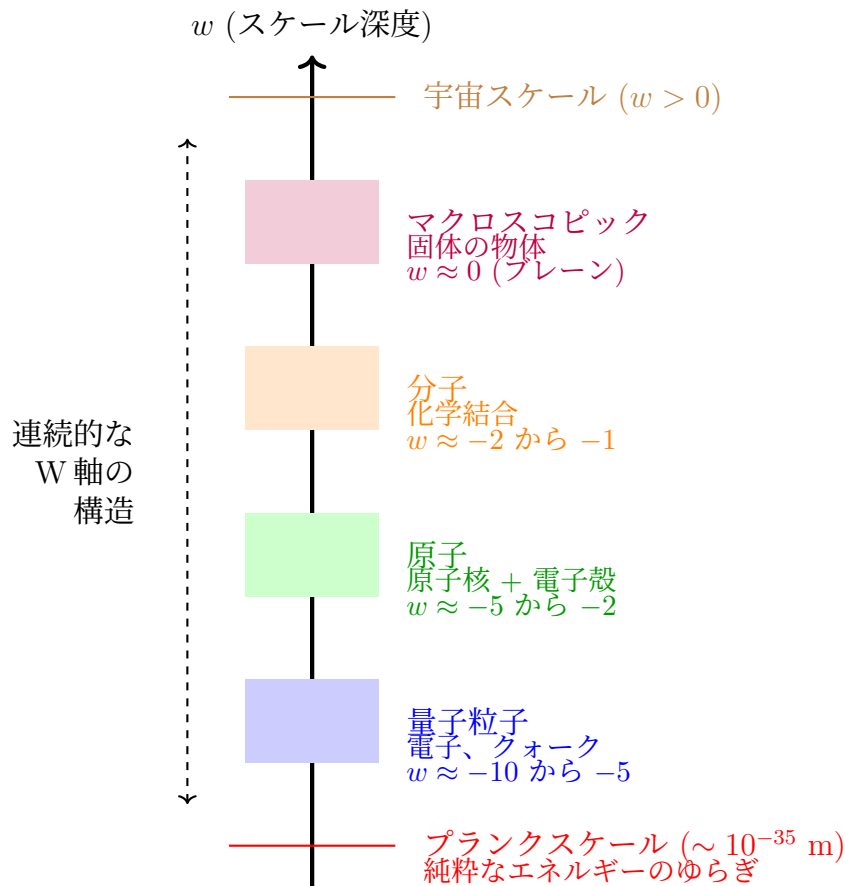 w (スケール深度)
宇宙スケール (w > 0)
マクロスコピック
固体の物体
w ≈ 0 (ブレーン)
分子
化学結合
w ≈ −2 から −1
連続的な
W 軸の
構造
原子
原子核 + 電子殻
w ≈ −5 から −2
量子粒子
電子、クォーク
w ≈ −10 から −5
プランクスケール (∼ 10⁻³⁵ m)
純粋なエネルギーのゆらぎ